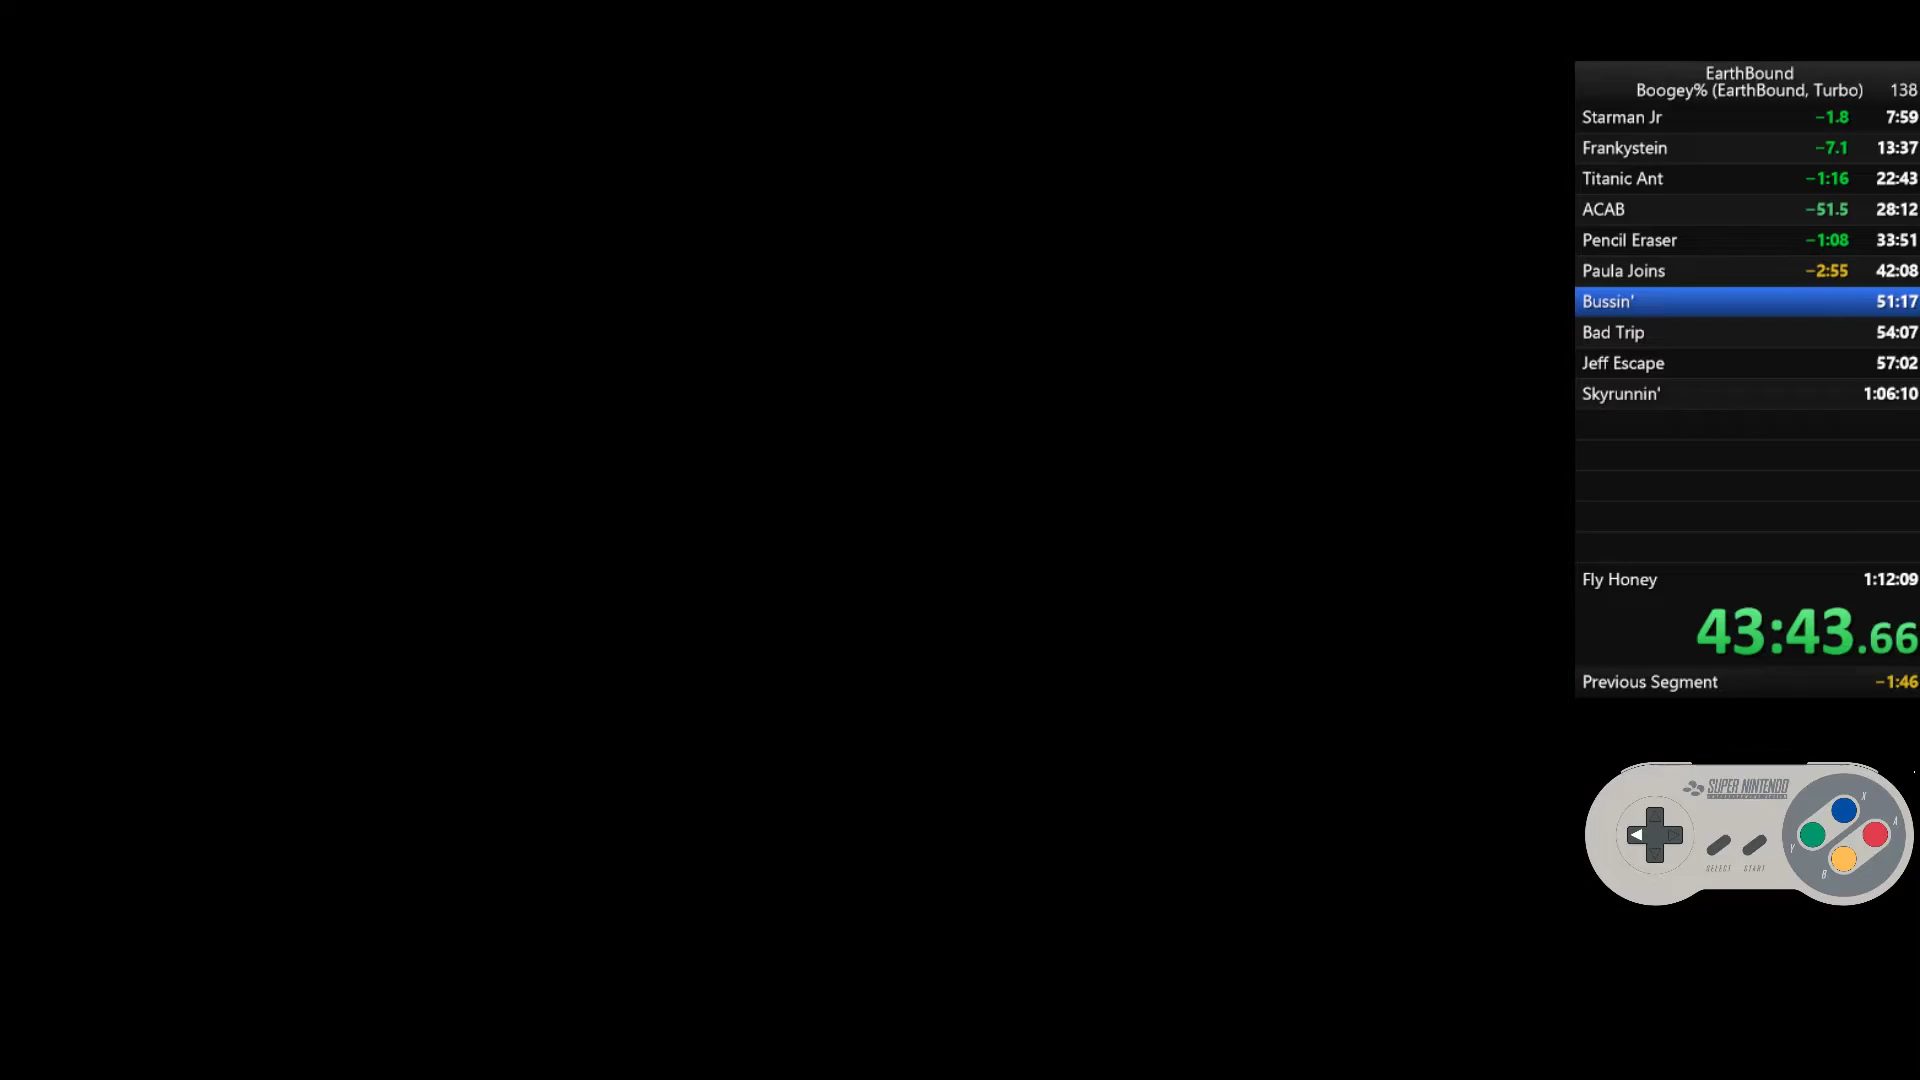 EarthBound
Boogey% (EarthBound, Turbo) 138
Starman Jr −1.8 7:59
Frankystein −7.1 13:37
Titanic Ant −1:16 22:43
ACAB −51.5 28:12
Pencil Eraser −1:08 33:51
Paula Joins −2:55 42:08
Bussin' 51:17
Bad Trip 54:07
Jeff Escape 57:02
Skyrunnin' 1:06:10
Fly Honey 1:12:09
43:43.66
Previous Segment −1:46
SUPER NINTENDO
X
A
Y
B
SELECT START